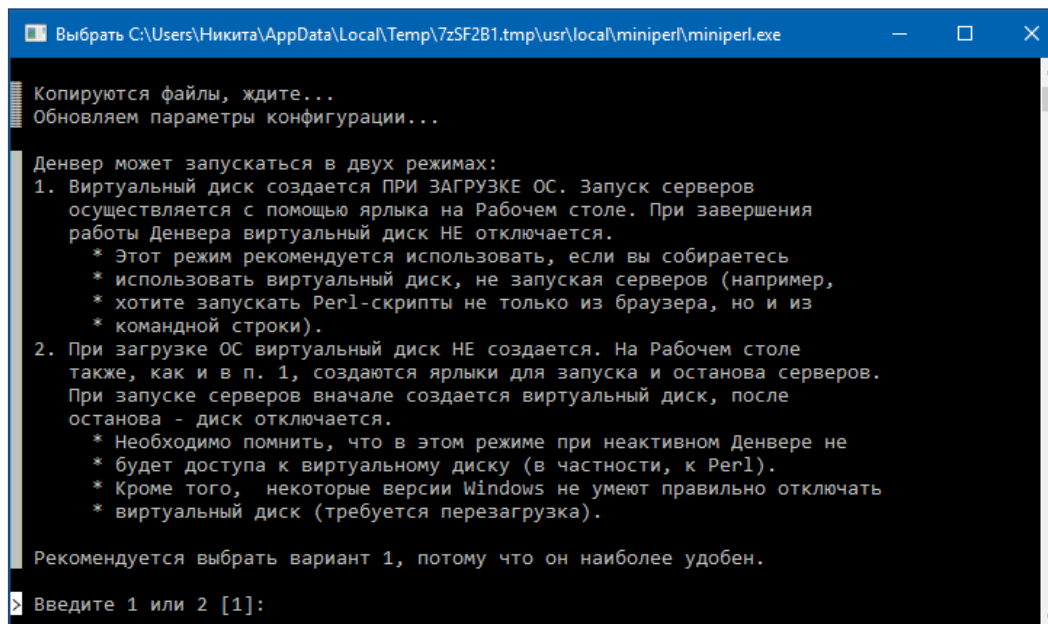 Выбрать C:\Users\Никита\AppData\Local\Temp\7zSF2B1.tmp\usr\local\miniperl\miniperl.exe
Копируются файлы, ждите...
Обновляем параметры конфигурации...
Денвер может запускаться в двух режимах:
1. Виртуальный диск создается ПРИ ЗАГРУЗКЕ ОС. Запуск серверов
осуществляется с помощью ярлыка на Рабочем столе. При завершения
работы Денвера виртуальный диск НЕ отключается.
* Этот режим рекомендуется использовать, если вы собираетесь
* использовать виртуальный диск, не запуская серверов (например,
* хотите запускать Perl-скрипты не только из браузера, но и из
* командной строки).
2. При загрузке ОС виртуальный диск НЕ создается. На Рабочем столе
также, как и в п. 1, создаются ярлыки для запуска и останова серверов.
При запуске серверов вначале создается виртуальный диск, после
останова - диск отключается.
* Необходимо помнить, что в этом режиме при неактивном Денвере не
* будет доступа к виртуальному диску (в частности, к Perl).
* Кроме того,  некоторые версии Windows не умеют правильно отключать
* виртуальный диск (требуется перезагрузка).
Рекомендуется выбрать вариант 1, потому что он наиболее удобен.
> Введите 1 или 2 [1]: